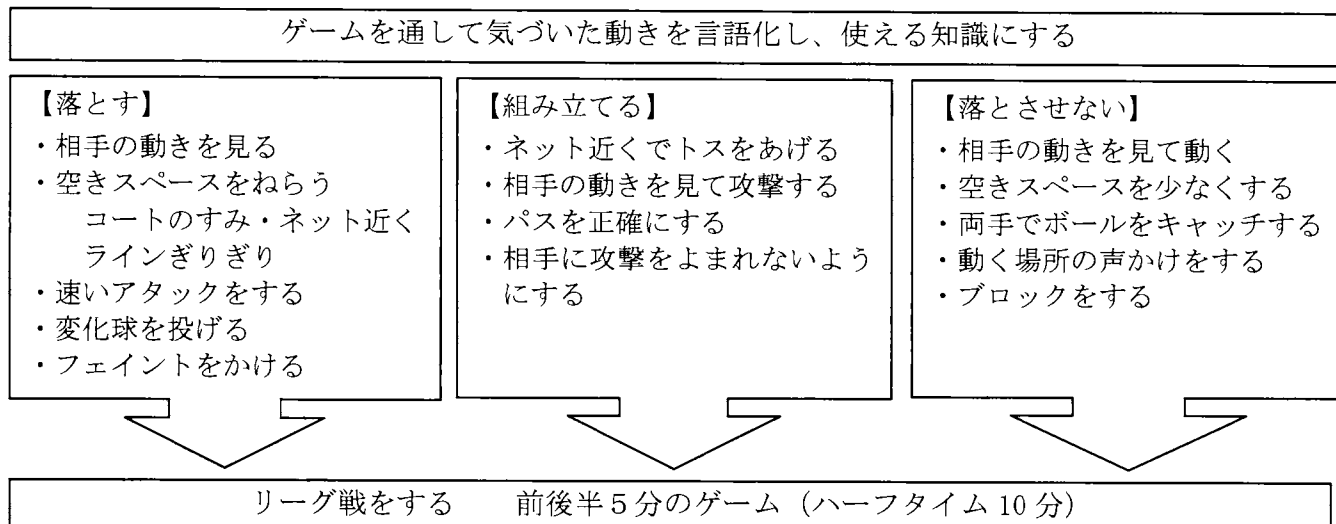 ゲームを通して気づいた動きを言語化し、使える知識にする
【落とす】
・相手の動きを見る
・空きスペースをねらう
コートのすみ・ネット近く
ラインぎりぎり
・速いアタックをする
・変化球を投げる
・フェイントをかける
【組み立てる】
・ネット近くでトスをあげる
・相手の動きを見て攻撃する
・パスを正確にする
・相手に攻撃をよまれないよう
にする
【落とさせない】
・相手の動きを見て動く
・空きスペースを少なくする
・両手でボールをキャッチする
・動く場所の声かけをする
・ブロックをする
リーグ戦をする　　前後半５分のゲーム（ハーフタイム 10 分）